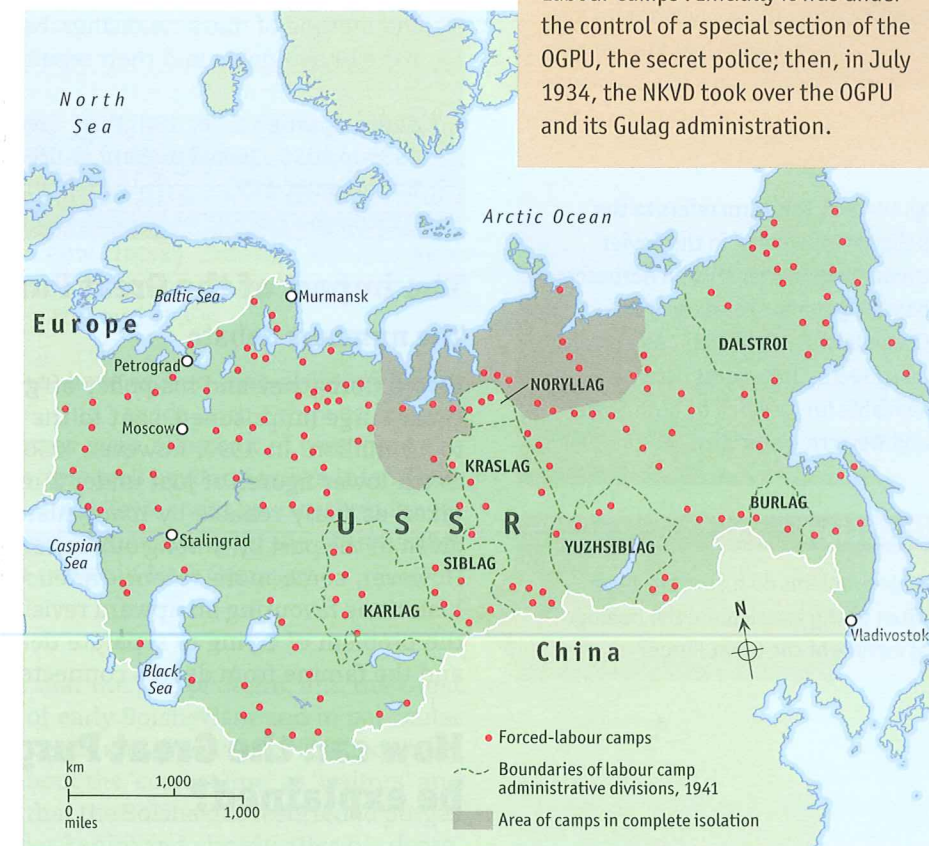 the control of a special section of the
OGPU, the secret police; then, in July
1934, the NKVD took over the OGPU
and its Gulag administration.
North
Sea
Arctic Ocean
Baltic Sea
Murmansk
Europe
Petrograd
DALSTROI
NORYLLAG
Moscow
KRASLAG
BURLAG
U S S R
Stalingrad
YUZHSIBLAG
Caspian
Sea
SIBLAG
KARLAG
N
Vladivostok
China
Black
Sea
Forced-labour camps
Boundaries of labour camp
administrative divisions, 1941
Area of camps in complete isolation
km
0 1,000
0 1,000
miles